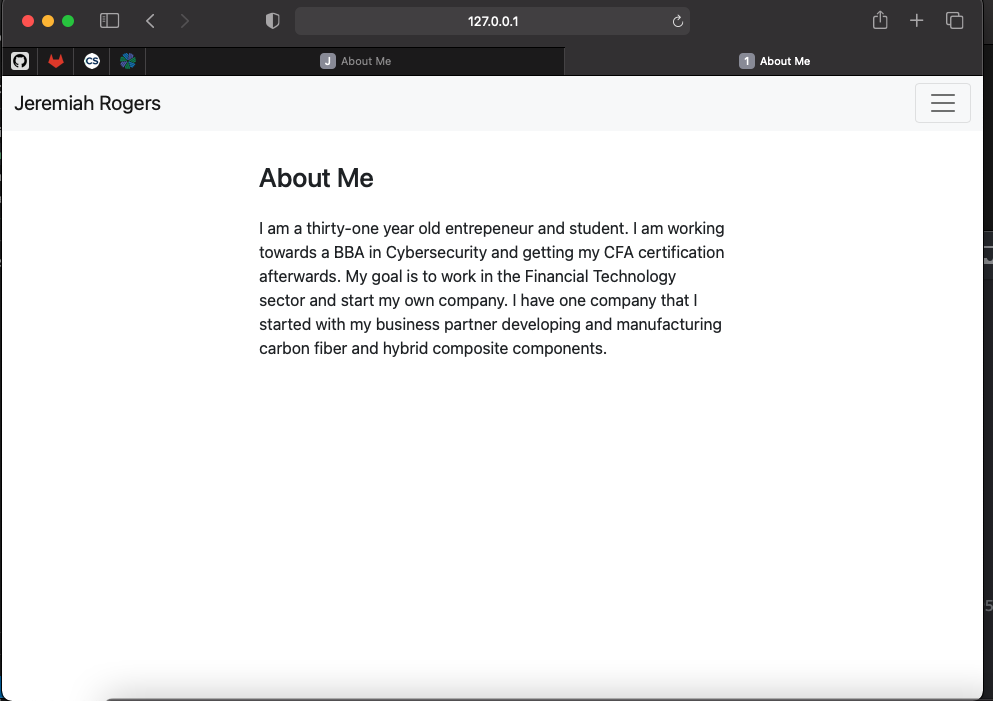 127.0.0.1
CS
J About Me
1 About Me
Jeremiah Rogers
About Me
I am a thirty-one year old entrepeneur and student. I am working
towards a BBA in Cybersecurity and getting my CFA certification
afterwards. My goal is to work in the Financial Technology
sector and start my own company. I have one company that I
started with my business partner developing and manufacturing
carbon fiber and hybrid composite components.
5